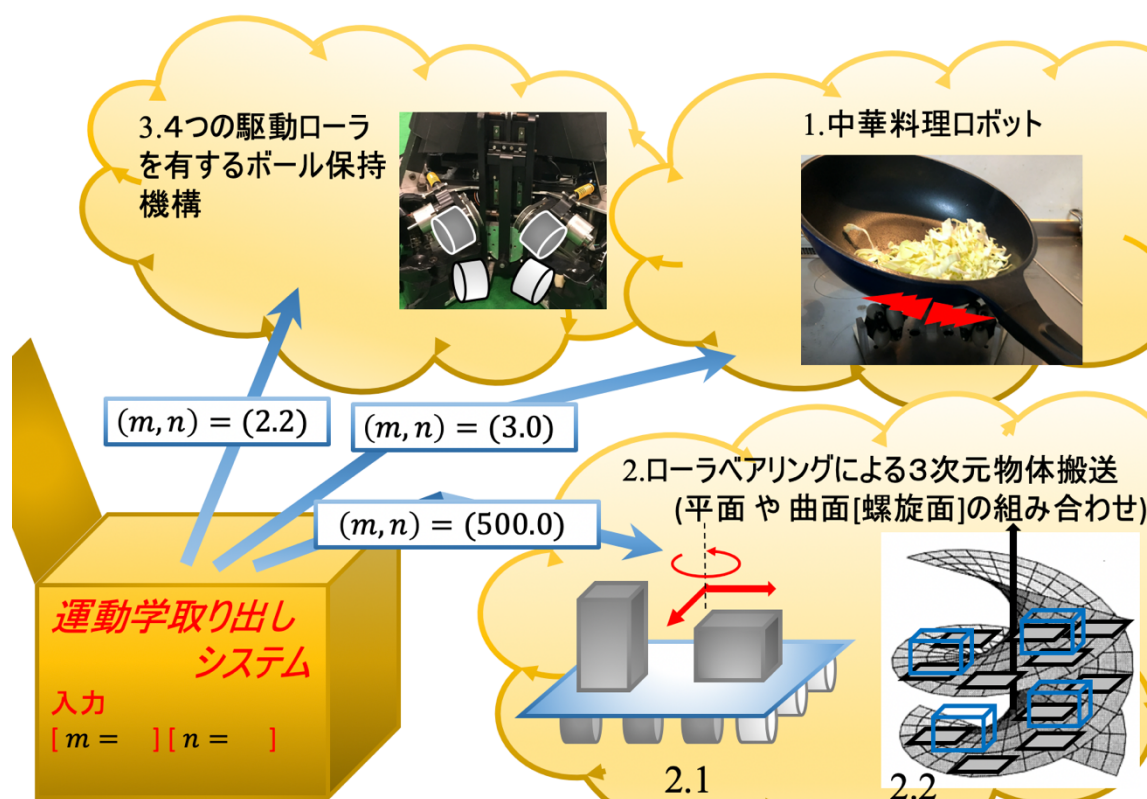 3.４つの駆動ローラ
を有するボール保持
機構
1.中華料理ロボット
(m,n) = (2.2)
(m,n) = (3.0)
(m,n) = (500.0)
2.ローラベアリングによる３次元物体搬送
(平面 や 曲面[螺旋面]の組み合わせ)
運動学取り出し
システム
入力
[ m = ] [ n = ]
2.1
2.2